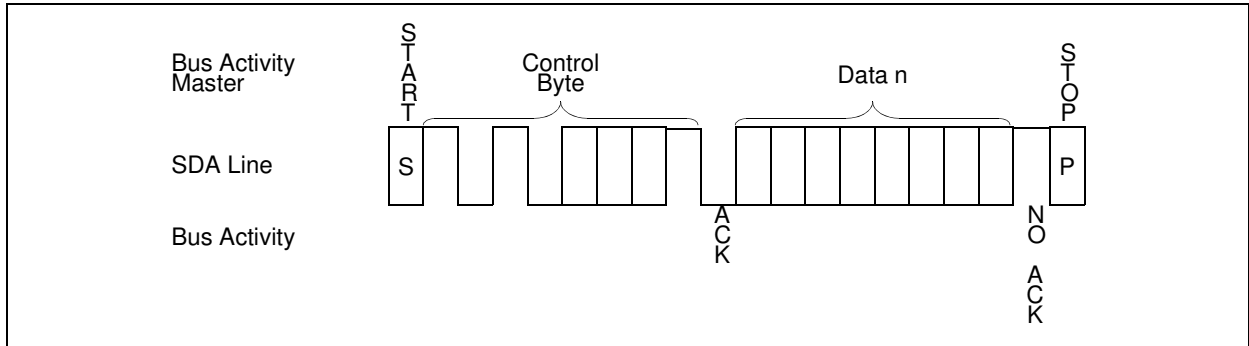 START
Bus Activity
Master
Control
Byte
Data n
STOP
SDA Line
S
P
Bus Activity
ACK
NO ACK